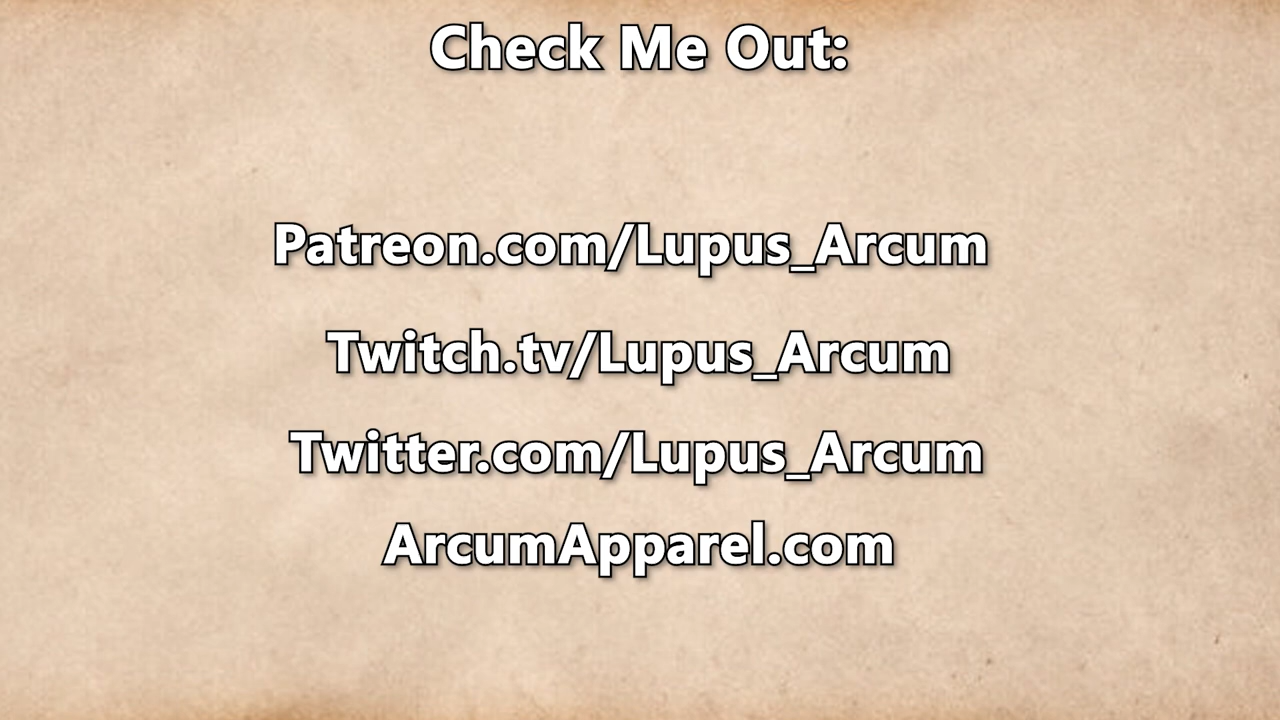 Check Me Out:
Patreon.com/Lupus_Arcum
Twitch.tv/Lupus_Arcum
Twitter.com/Lupus_Arcum
ArcumApparel.com